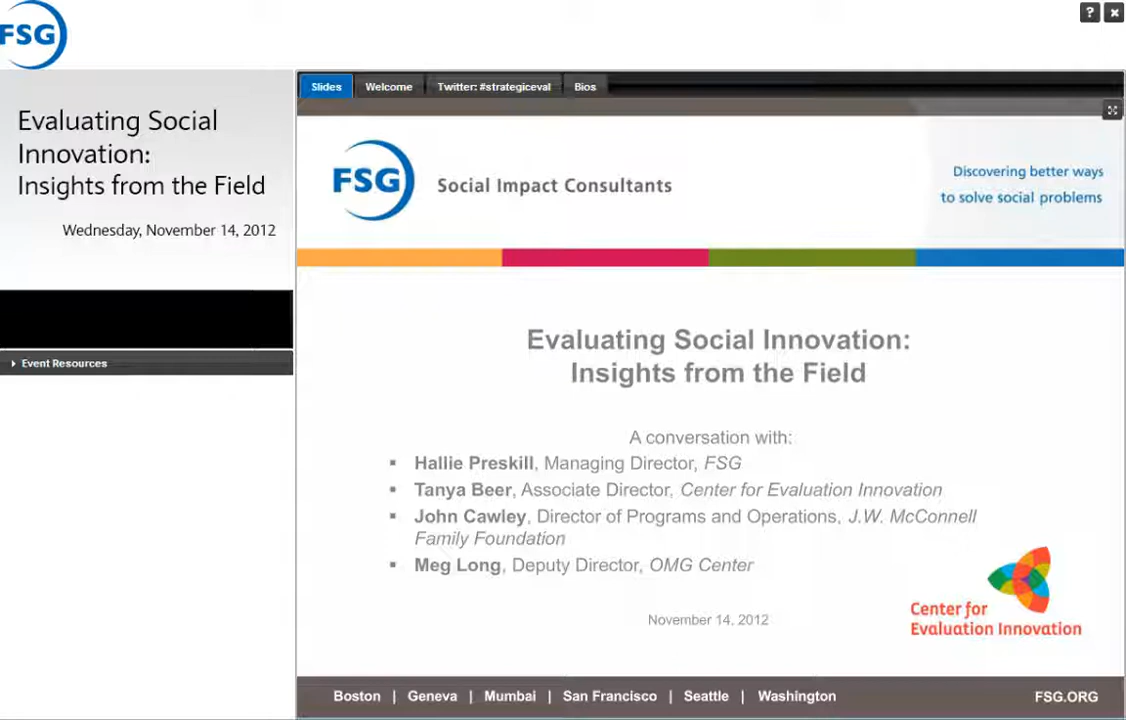 FSG
? ×
Evaluating Social
Innovation:
Insights from the Field
Wednesday, November 14, 2012
Event Resources
Slides Welcome Twitter: #strategiceval Bios
FSG Social Impact Consultants
Discovering better ways
to solve social problems
Evaluating Social Innovation:
Insights from the Field
A conversation with:
▪ Hallie Preskill, Managing Director, FSG
▪ Tanya Beer, Associate Director, Center for Evaluation Innovation
▪ John Cawley, Director of Programs and Operations, J.W. McConnell
Family Foundation
▪ Meg Long, Deputy Director, OMG Center
November 14, 2012
Center for
Evaluation Innovation
Boston | Geneva | Mumbai | San Francisco | Seattle | Washington FSG.ORG